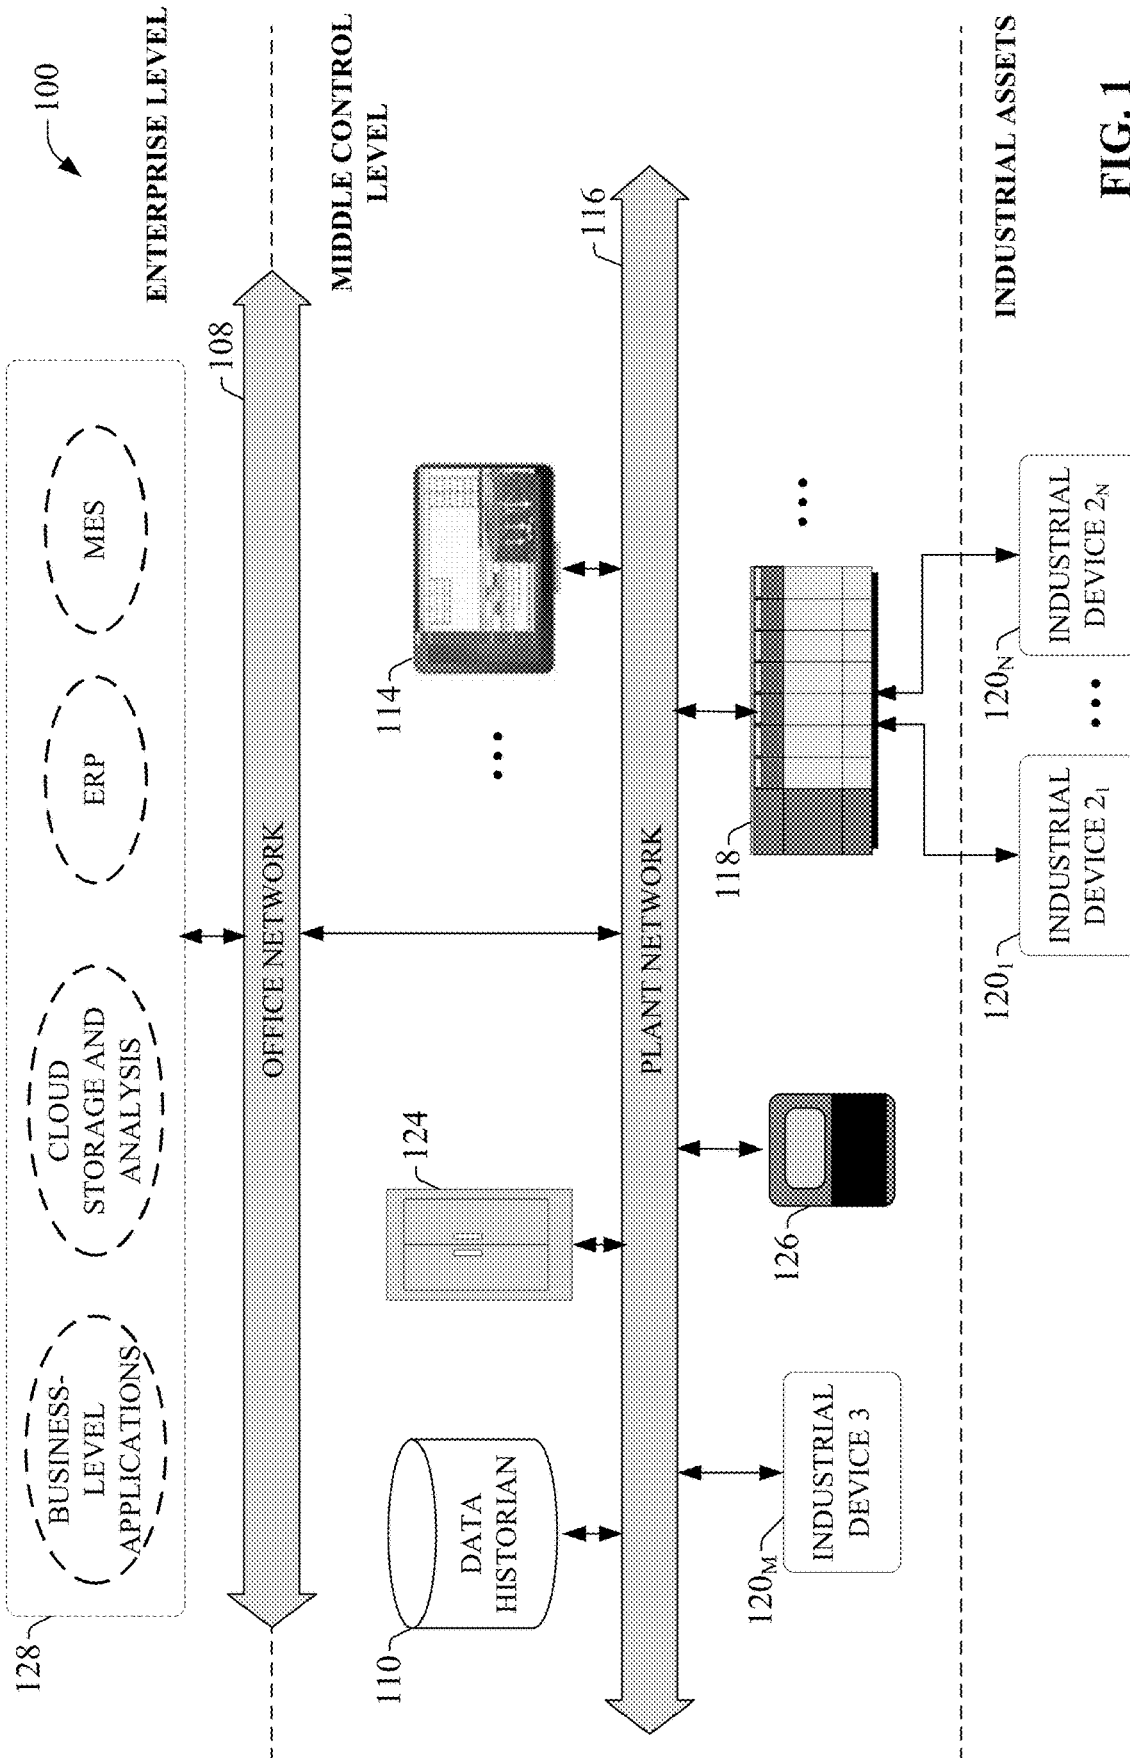 100
ENTERPRISE LEVEL
128
BUSINESS-
LEVEL
APPLICATIONS
CLOUD
STORAGE AND
ANALYSIS
ERP
MES
108
OFFICE NETWORK
MIDDLE CONTROL
LEVEL
110
DATA
HISTORIAN
124
114
116
PLANT NETWORK
120M
INDUSTRIAL
DEVICE 3
126
118
INDUSTRIAL ASSETS
1201
INDUSTRIAL
DEVICE 21
120N
INDUSTRIAL
DEVICE 2N
FIG. 1